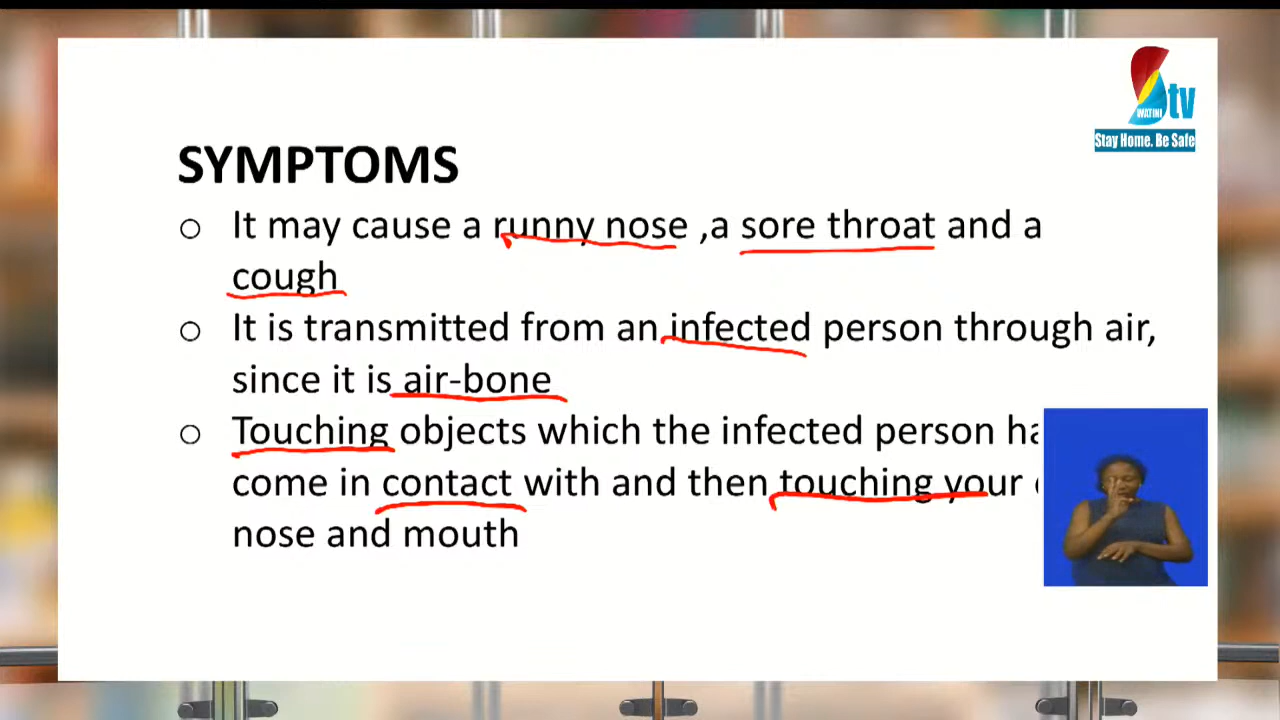 WATINI
tv
Stay Home. Be Safe
SYMPTOMS
It may cause a runny nose ,a sore throat and a
cough
It is transmitted from an infected person through air,
since it is air-bone
Touching objects which the infected person
come in contact with and then touching your
nose and mouth